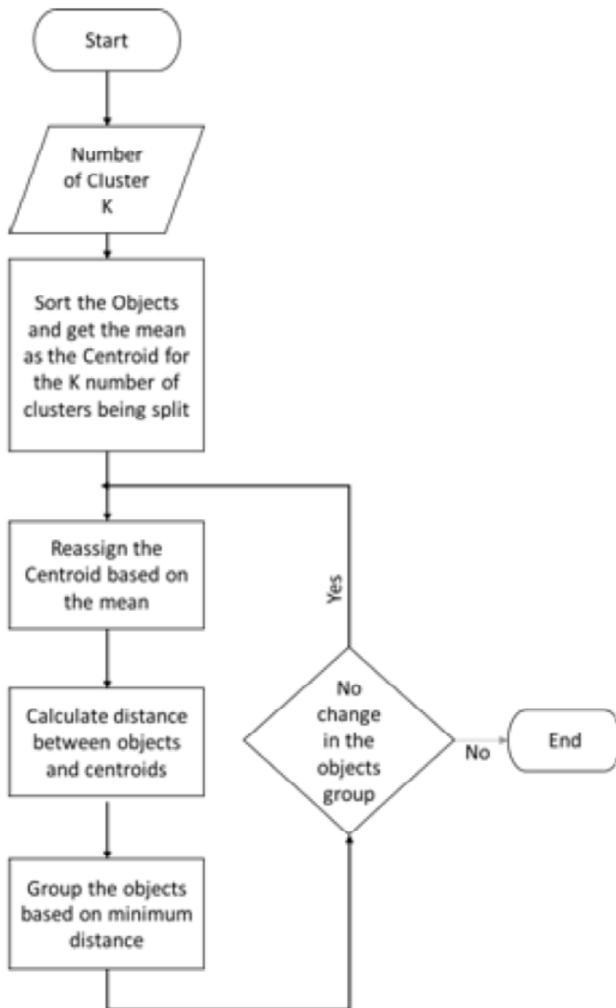 Start
Number
of Cluster
K
Sort the Objects
and get the mean
as the Centroid for
the K number of
clusters being split
Reassign the
Centroid based on
the mean
Calculate distance
between objects
and centroids
Group the objects
based on minimum
distance
Yes
No
change
in the
objects
group
No
End